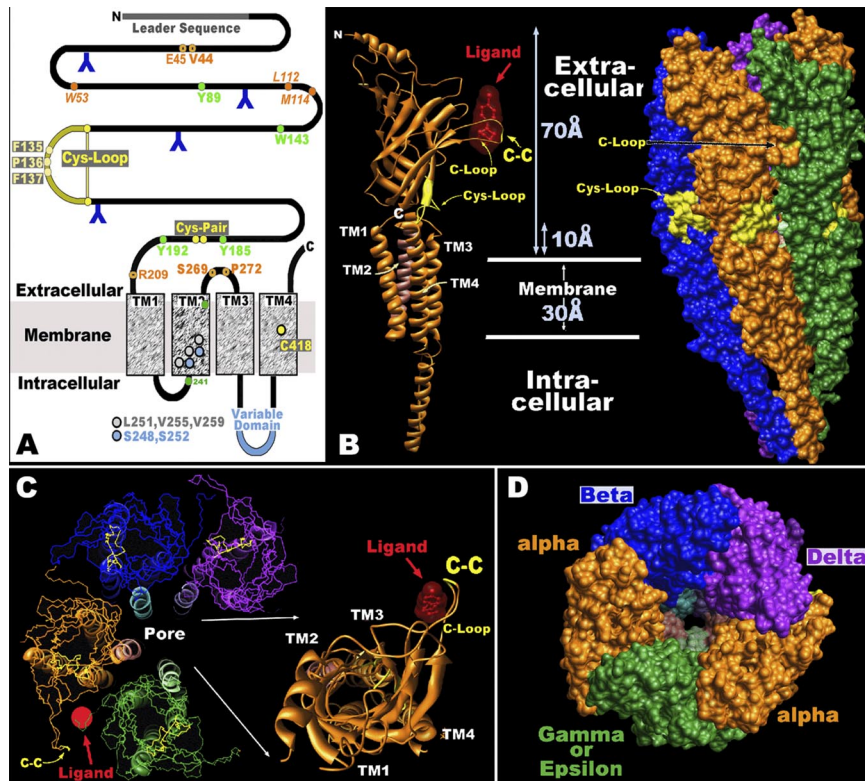 N
Leader Sequence
E45 V44
L112
W53
Y89
M114
F135
P136
F137
Cys-Loop
W143
Cys-Pair
Y192
Y185
C
R209
S269
P272
Extracellular
TM1
TM2
TM3
TM4
Membrane
C418
Intracellular
241
L251,V255,V259
S248,S252
Variable
Domain
A
N
Ligand
Extra-
cellular
70Å
C-Loop
C-C
Cys-Loop
C
TM1
TM3
10Å
TM2
TM4
Membrane
30Å
Intra-
cellular
B
C-Loop
Cys-Loop
C
Pore
C-C
Ligand
Ligand
C-C
C-Loop
TM3
TM2
TM4
TM1
D
Beta
alpha
Delta
alpha
Gamma
or
Epsilon